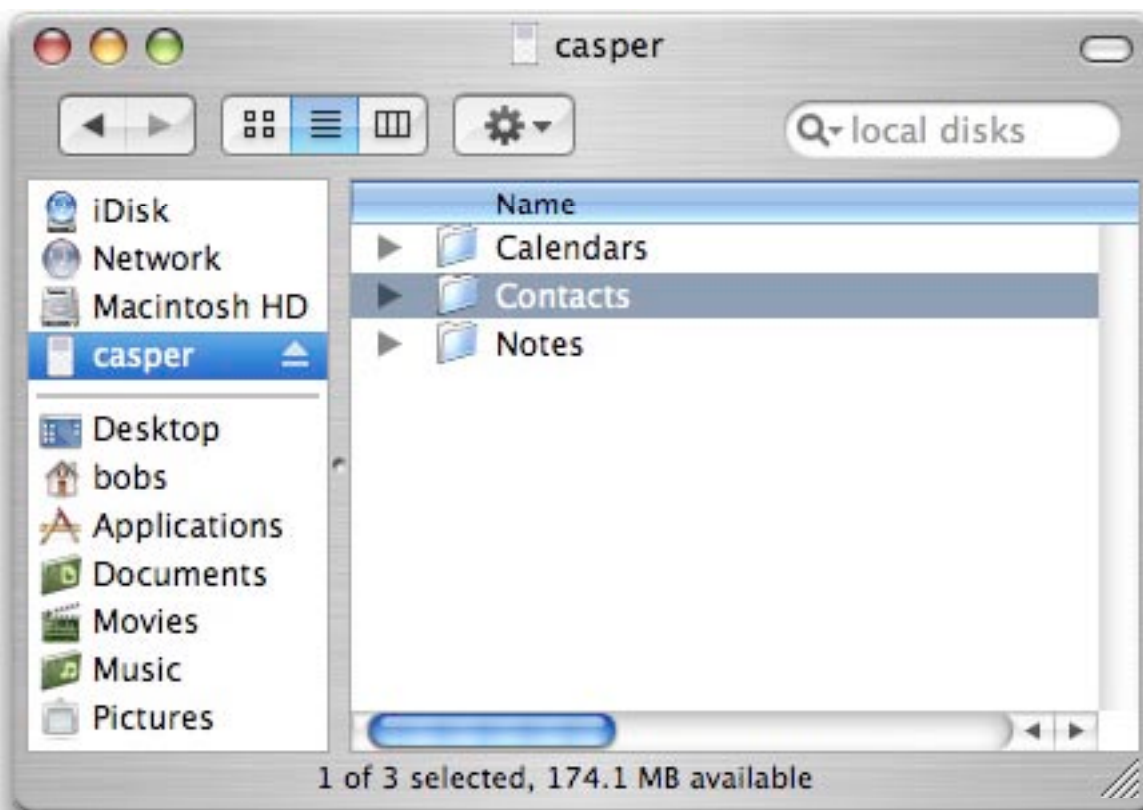 casper
local disks
iDisk
Network
Macintosh HD
casper
Desktop
bobs
Applications
Documents
Movies
Music
Pictures
Name
Calendars
Contacts
Notes
1 of 3 selected, 174.1 MB available